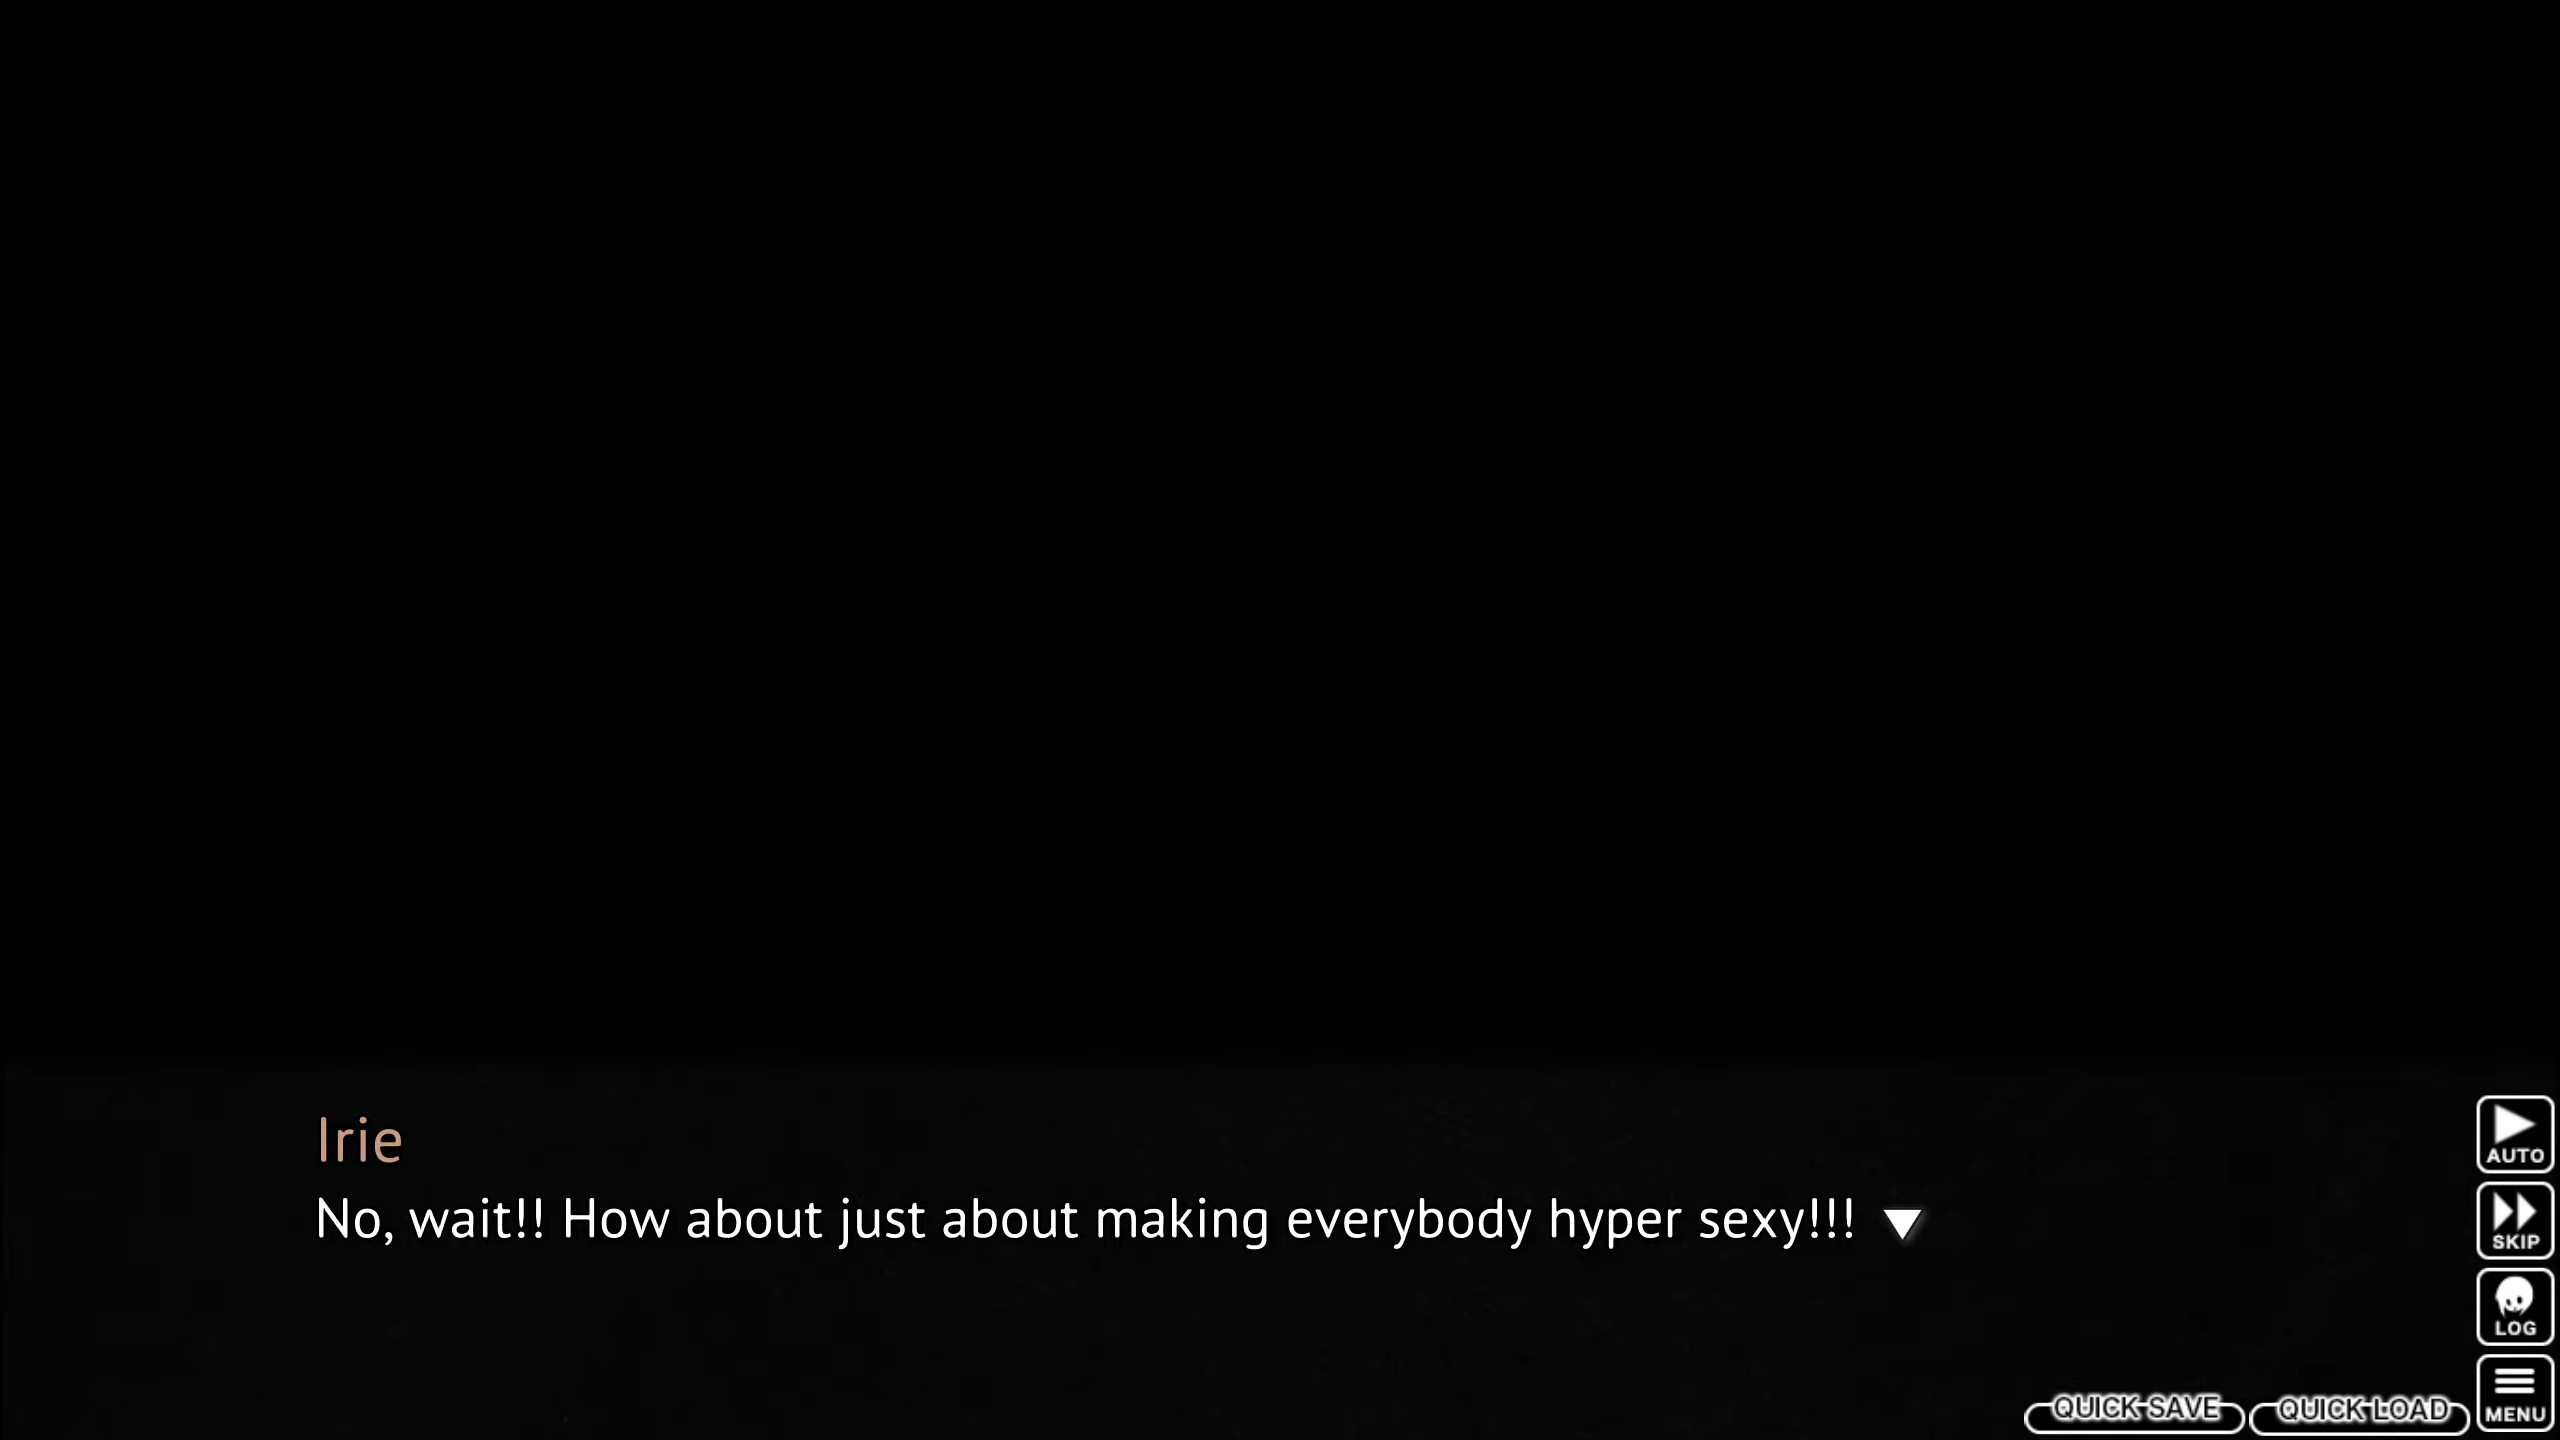 Irie
No, wait!! How about just about making everybody hyper sexy!!!
AUTO
SKIP
LOG
MENU
QUICK SAVE
QUICK LOAD